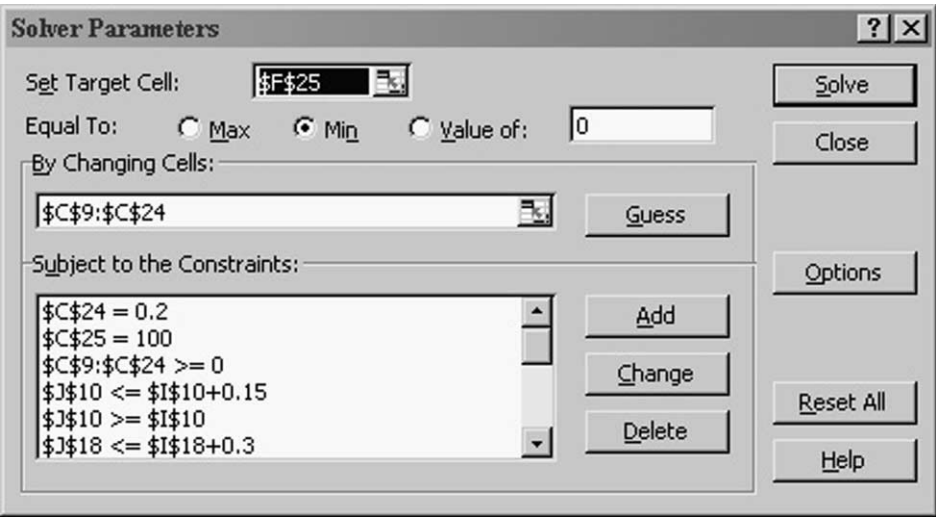 Solver Parameters ? ×
Set Target Cell: $F$25 Solve
Equal To: Max Min Value of: 0
Close
By Changing Cells:
$C$9:$C$24 Guess
Subject to the Constraints: Options
$C$24 = 0.2 Add
$C$25 = 100
$C$9:$C$24 >= 0
$J$10 <= $I$10+0.15 Change
$J$10 >= $I$10 Reset All
$J$18 <= $I$18+0.3 Delete
Help